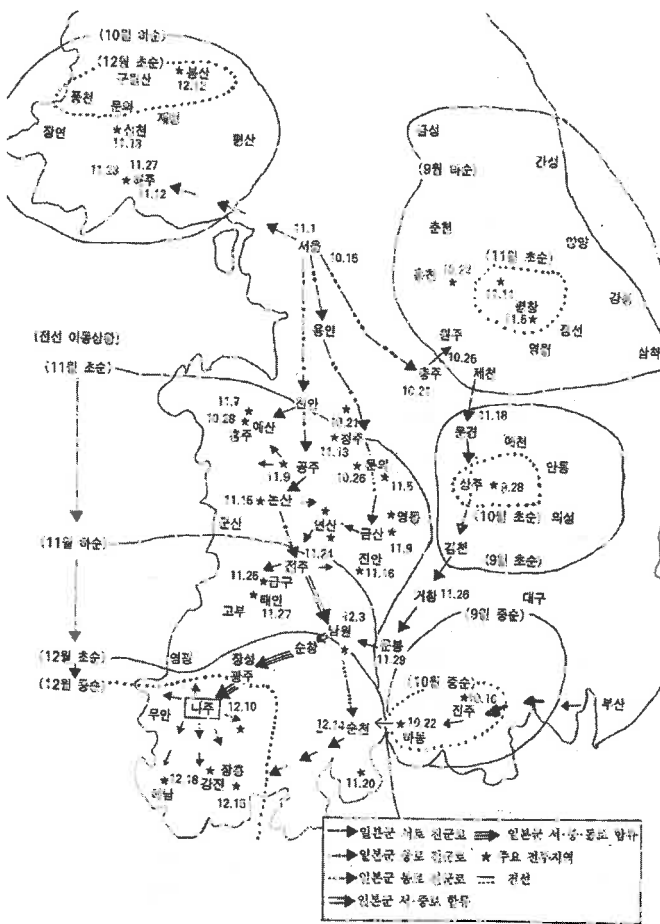 (10월 하순)
(12월 초순)
구월산
봉산
12.12
풍천
문의
장연
재령
신천
11.13
평산
11.27
해주
11.12
금성
간성
(9월 하순)
춘천
양양
(11월 초순)
홍천
10.22
11.11
평창
11.5
정선
강릉
영월
삼척
11.1
서울
10.15
용인
원주
10.26
충주
제천
(전선 이동상황)
(11월 초순)
천안
11.7
10.28
예산
홍주
10.21
청주
11.13
문의
10.26
11.5
공주
11.9
11.15
논산
군산
연산
금산
영동
11.9
진안
11.16
11.18
문경
예천
안동
상주
9.28
(10월 초순)
의성
(9월 초순)
김천
(11월 하순)
11.21
전주
11.25
금구
태인
11.27
고부
거창
11.26
대구
(9월 중순)
12.3
남원
운봉
11.29
(12월 초순)
(12월 중순)
영광
장성
순창
광주
나주
무안
12.10
(10월 중순)
10.16
10.22
진주
하동
부산
12.14
순천
11.20
장흥
강진
해남
12.18
12.15
일본군 서로 진군로
일본군 서·중·동로 합류
일본군 중로 진군로
주요 전투지역
일본군 동로 진군로
전선
일본군 서·중로 합류